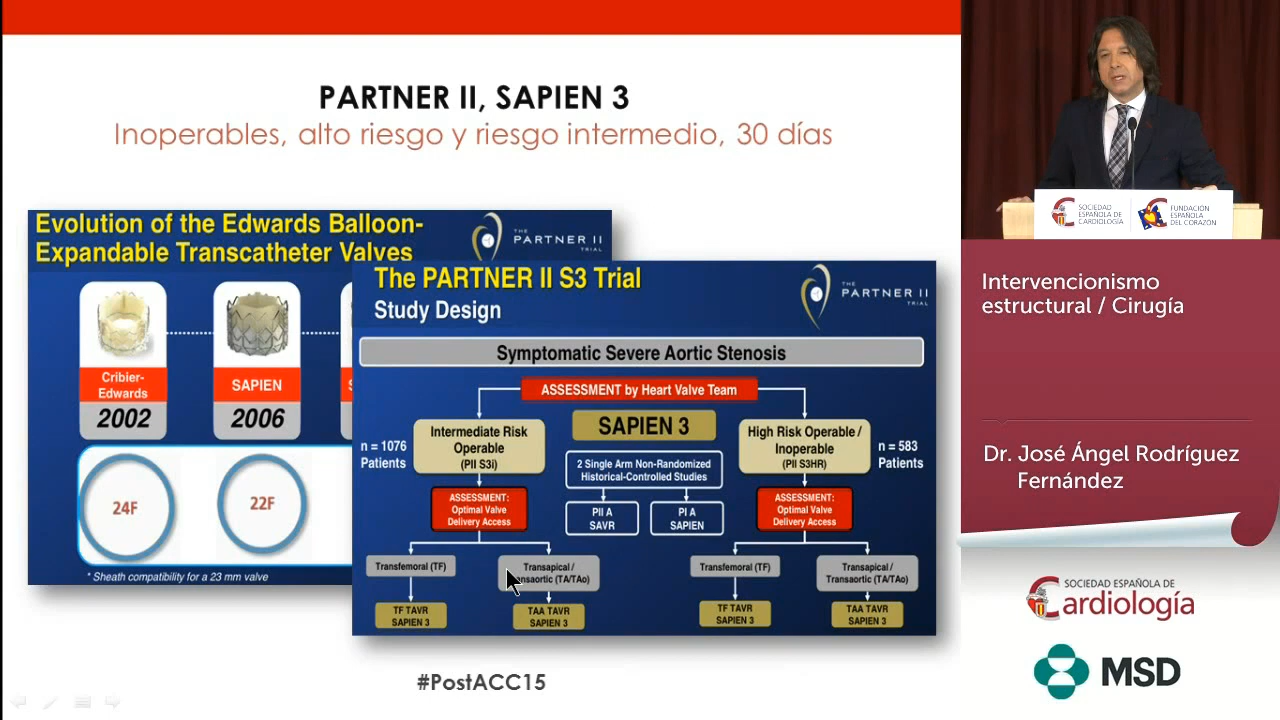 PARTNER II, SAPIEN 3
Inoperables, alto riesgo y riesgo intermedio, 30 días
Evolution of the Edwards Balloon-
Expandable Transcatheter Valves
THE
PARTNER II
TRIAL
Cribier-
Edwards
2002
SAPIEN
2006
24F
22F
* Sheath compatibility for a 23 mm valve
The PARTNER II S3 Trial
Study Design
THE
PARTNER II
TRIAL
Symptomatic Severe Aortic Stenosis
ASSESSMENT by Heart Valve Team
n = 1076
Patients
Intermediate Risk
Operable
(PII S3i)
SAPIEN 3
2 Single Arm Non-Randomized
Historical-Controlled Studies
PII A
SAVR
PI A
SAPIEN
High Risk Operable /
Inoperable
(PII S3HR)
n = 583
Patients
ASSESSMENT:
Optimal Valve
Delivery Access
ASSESSMENT:
Optimal Valve
Delivery Access
Transfemoral (TF)
Transapical /
(TA/TAo)
Transfemoral (TF)
Transapical /
Transaortic (TA/TAo)
TF TAVR
SAPIEN 3
TAA TAVR
SAPIEN 3
TF TAVR
SAPIEN 3
TAA TAVR
SAPIEN 3
#PostACC15
SOCIEDAD
ESPAÑOLA DE
CARDIOLOGÍA
FUNDACIÓN
ESPAÑOLA
DEL CORAZÓN
Intervencionismo
estructural / Cirugía
Dr. José Ángel Rodríguez
Fernández
SOCIEDAD ESPAÑOLA DE
Cardiología
MSD